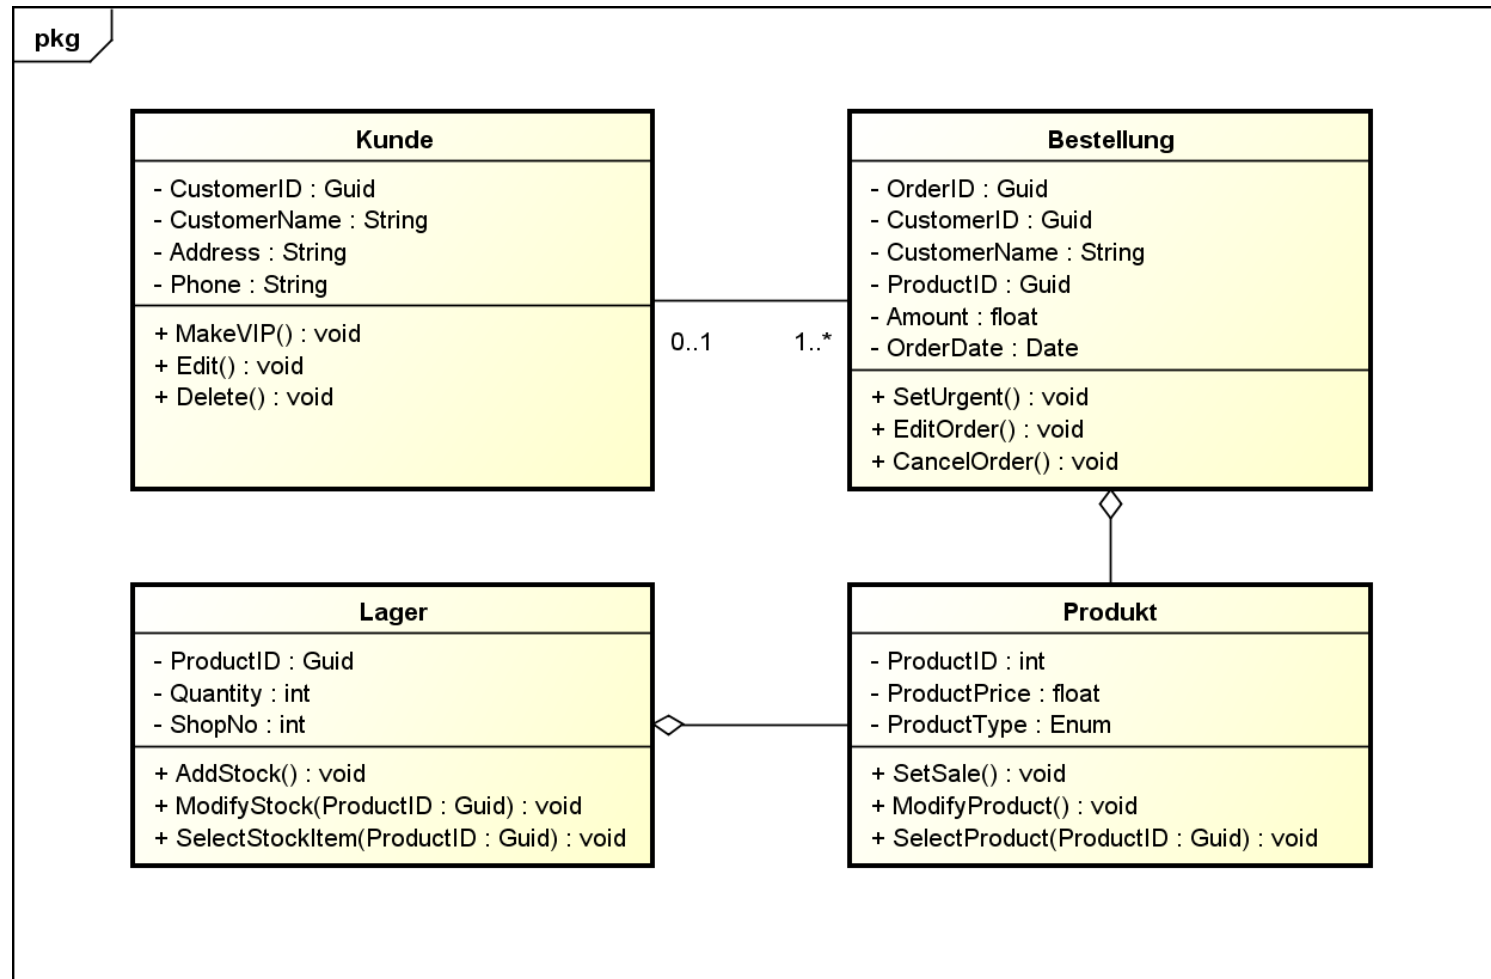 pkg
Kunde
- CustomerID : Guid
- CustomerName : String
- Address : String
- Phone : String
+ MakeVIP() : void
+ Edit() : void
+ Delete() : void
0..1
1..*
Bestellung
- OrderID : Guid
- CustomerID : Guid
- CustomerName : String
- ProductID : Guid
- Amount : float
- OrderDate : Date
+ SetUrgent() : void
+ EditOrder() : void
+ CancelOrder() : void
Lager
- ProductID : Guid
- Quantity : int
- ShopNo : int
+ AddStock() : void
+ ModifyStock(ProductID : Guid) : void
+ SelectStockItem(ProductID : Guid) : void
Produkt
- ProductID : int
- ProductPrice : float
- ProductType : Enum
+ SetSale() : void
+ ModifyProduct() : void
+ SelectProduct(ProductID : Guid) : void